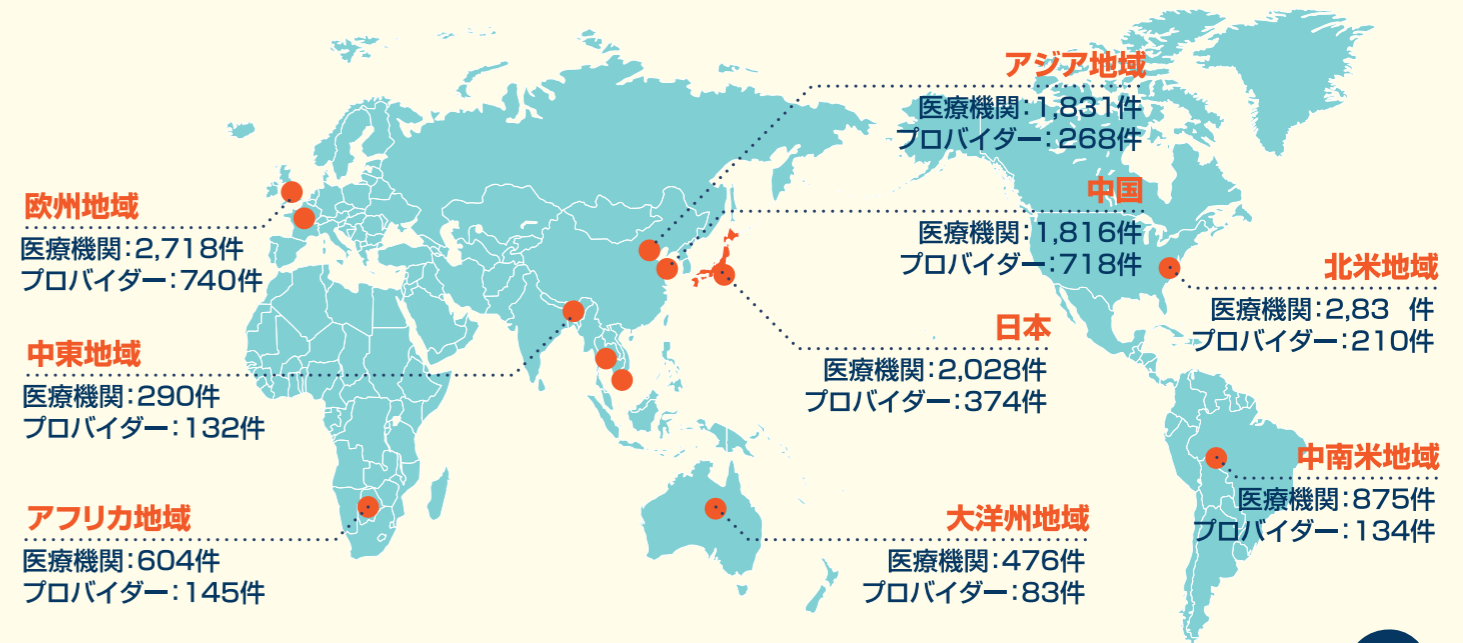 アジア地域
医療機関：1,831件
プロバイダー：268件
中国
医療機関：1,816件
プロバイダー：718件
欧州地域
医療機関：2,718件
プロバイダー：740件
北米地域
医療機関：2,83 件
プロバイダー：210件
日本
医療機関：2,028件
プロバイダー：374件
中東地域
医療機関：290件
プロバイダー：132件
中南米地域
医療機関：875件
プロバイダー：134件
アフリカ地域
医療機関：604件
プロバイダー：145件
大洋州地域
医療機関：476件
プロバイダー：83件